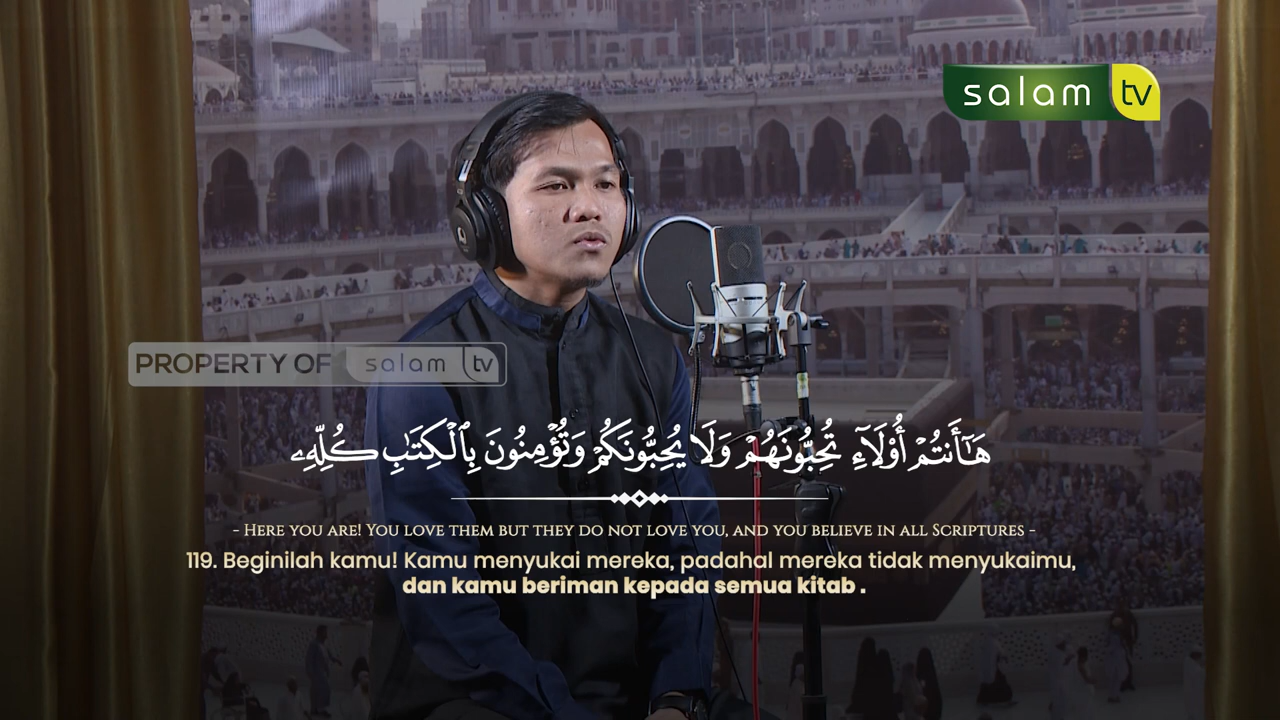 salam tv
PROPERTY OF salam tv
هَٰٓأَنتُمْ أُو۟لَآءِ تُحِبُّونَهُمْ وَلَا يُحِبُّونَكُمْ وَتُؤْمِنُونَ بِٱلْكِتَٰبِ كُلِّهِۦ
- Here you are! You love them but they do not love you, and you believe in all Scriptures -
119. Beginilah kamu! Kamu menyukai mereka, padahal mereka tidak menyukaimu,
dan kamu beriman kepada semua kitab .